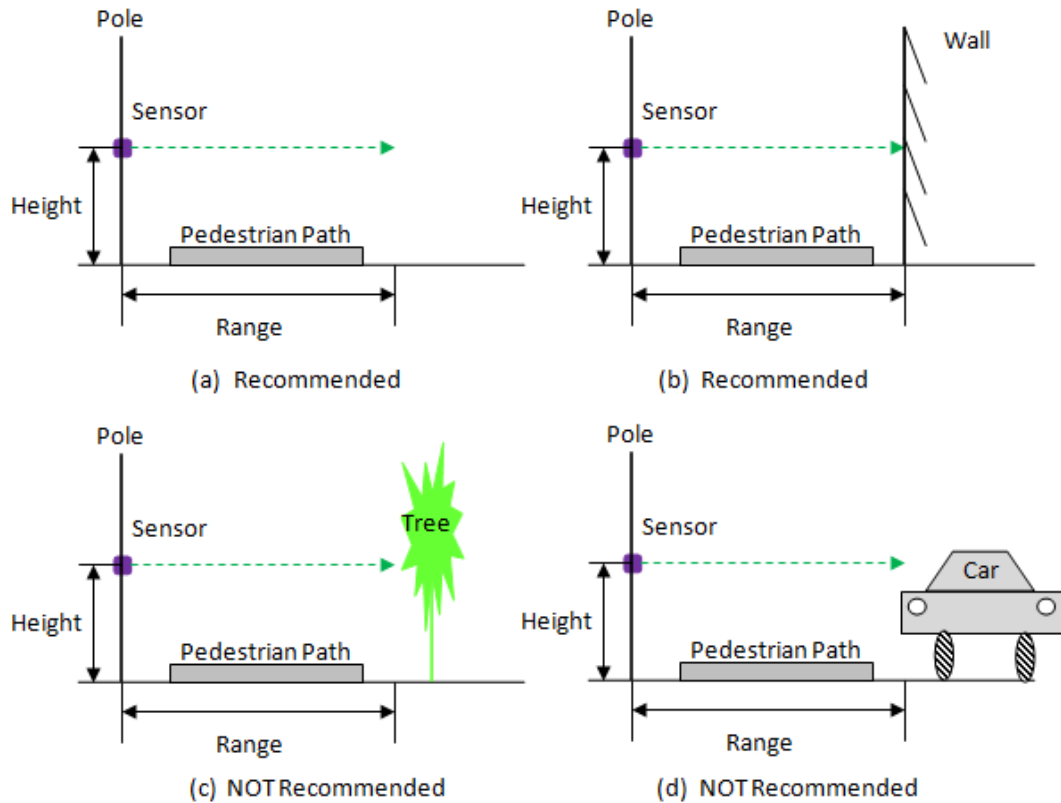 Pole
Sensor
Height
Pedestrian Path
Range
(a) Recommended
Pole
Wall
Sensor
Height
Pedestrian Path
Range
(b) Recommended
Pole
Sensor
Tree
Height
Pedestrian Path
Range
(c) NOT Recommended
Pole
Sensor
Car
Height
Pedestrian Path
Range
(d) NOT Recommended